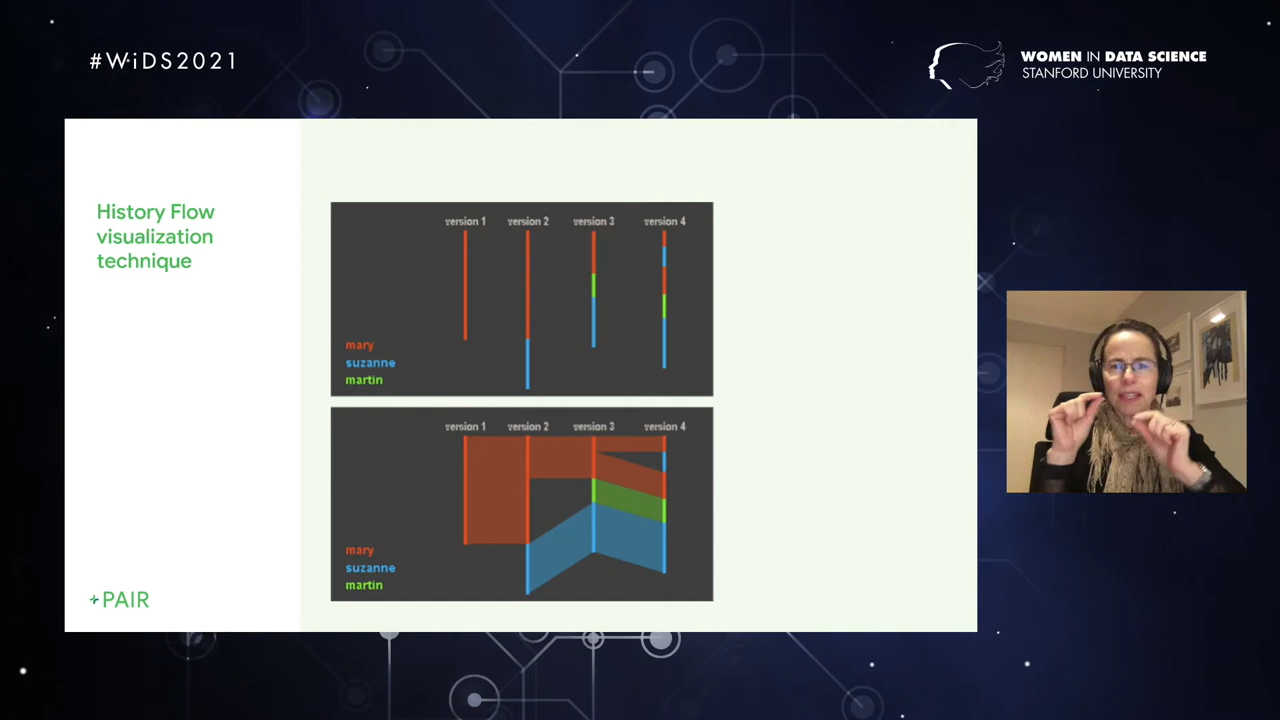 #WiDS2021
WOMEN IN DATA SCIENCE
STANFORD UNIVERSITY
History Flow
visualization
technique
version 1 version 2 version 3 version 4
mary
suzanne
martin
version 1 version 2 version 3 version 4
mary
suzanne
martin
+PAIR